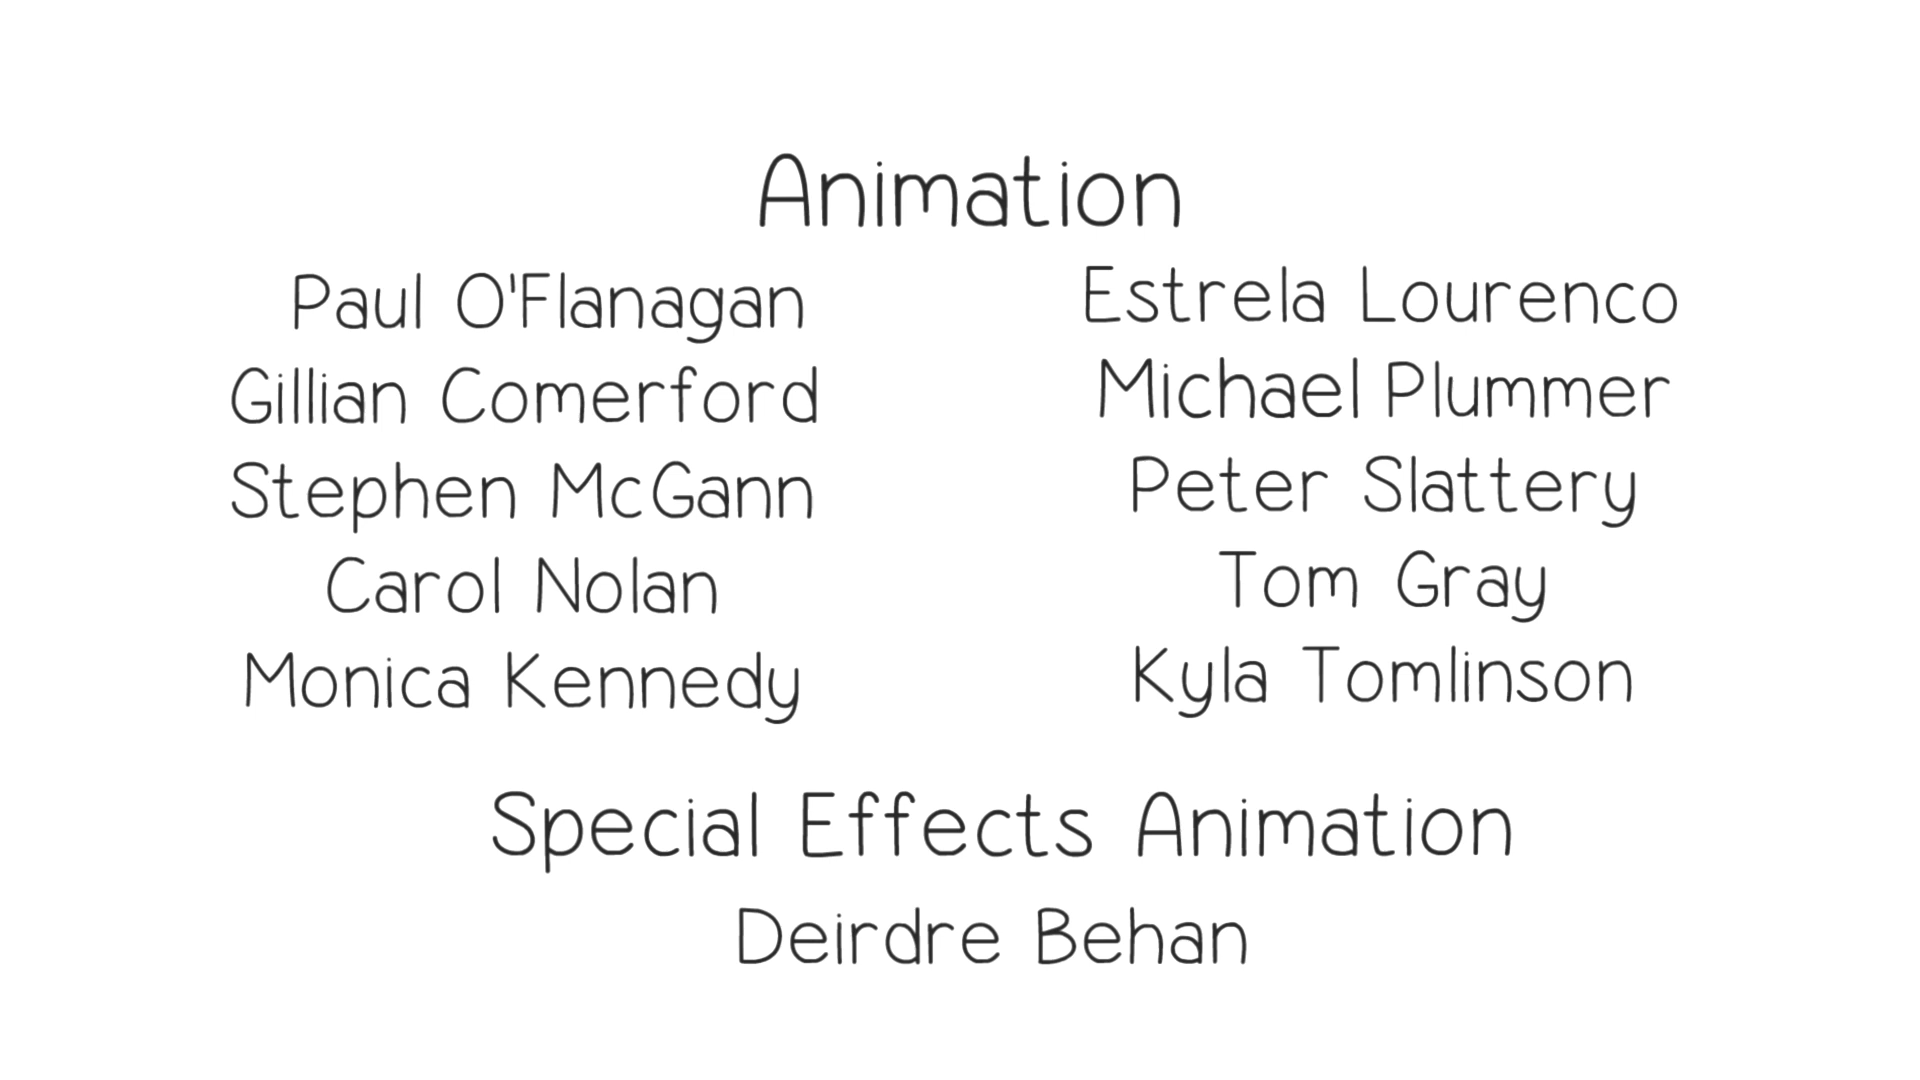 Animation
Paul O'Flanagan
Gillian Comerford
Stephen McGann
Carol Nolan
Monica Kennedy
Estrela Lourenco
Michael Plummer
Peter Slattery
Tom Gray
Kyla Tomlinson
Special Effects Animation
Deirdre Behan